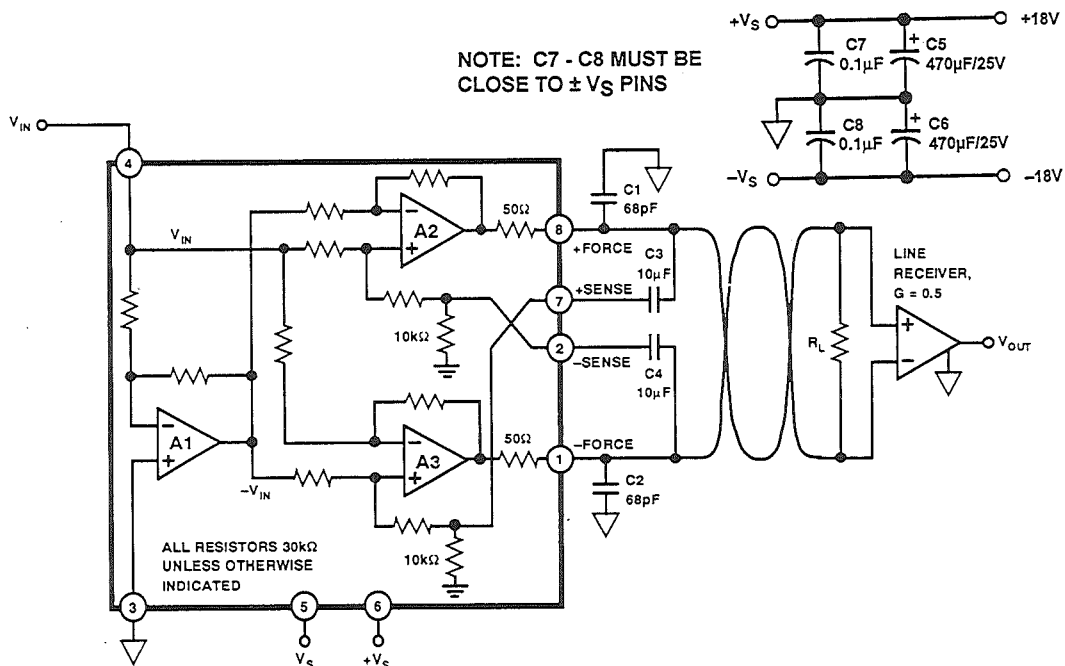 +VS
+18V
C7
0.1µF
+
C5
470µF/25V
NOTE: C7 - C8 MUST BE
CLOSE TO ± VS PINS
C8
0.1µF
+
C6
470µF/25V
–VS
–18V
VIN
4
C1
68pF
50Ω
8
+FORCE
–
A2
+
VIN
C3
10µF
LINE
RECEIVER,
G = 0.5
+SENSE
7
10kΩ
2
–SENSE
C4
10µF
RL
+
–
VOUT
–
A1
+
–
A3
+
50Ω
–FORCE
1
–VIN
C2
68pF
10kΩ
ALL RESISTORS 30kΩ
UNLESS OTHERWISE
INDICATED
3
5
6
VS
+VS